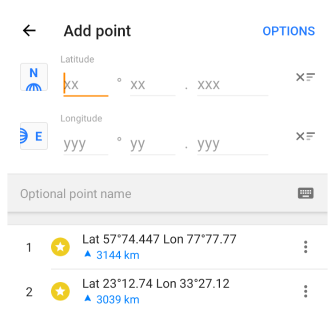 Add point OPTIONS
Latitude
N xx ° xx . xxx
Longitude
E yyy ° yy . yyy
Optional point name
1 Lat 57°74.447 Lon 77°77.77
3144 km
2 Lat 23°12.74 Lon 33°27.12
3039 km